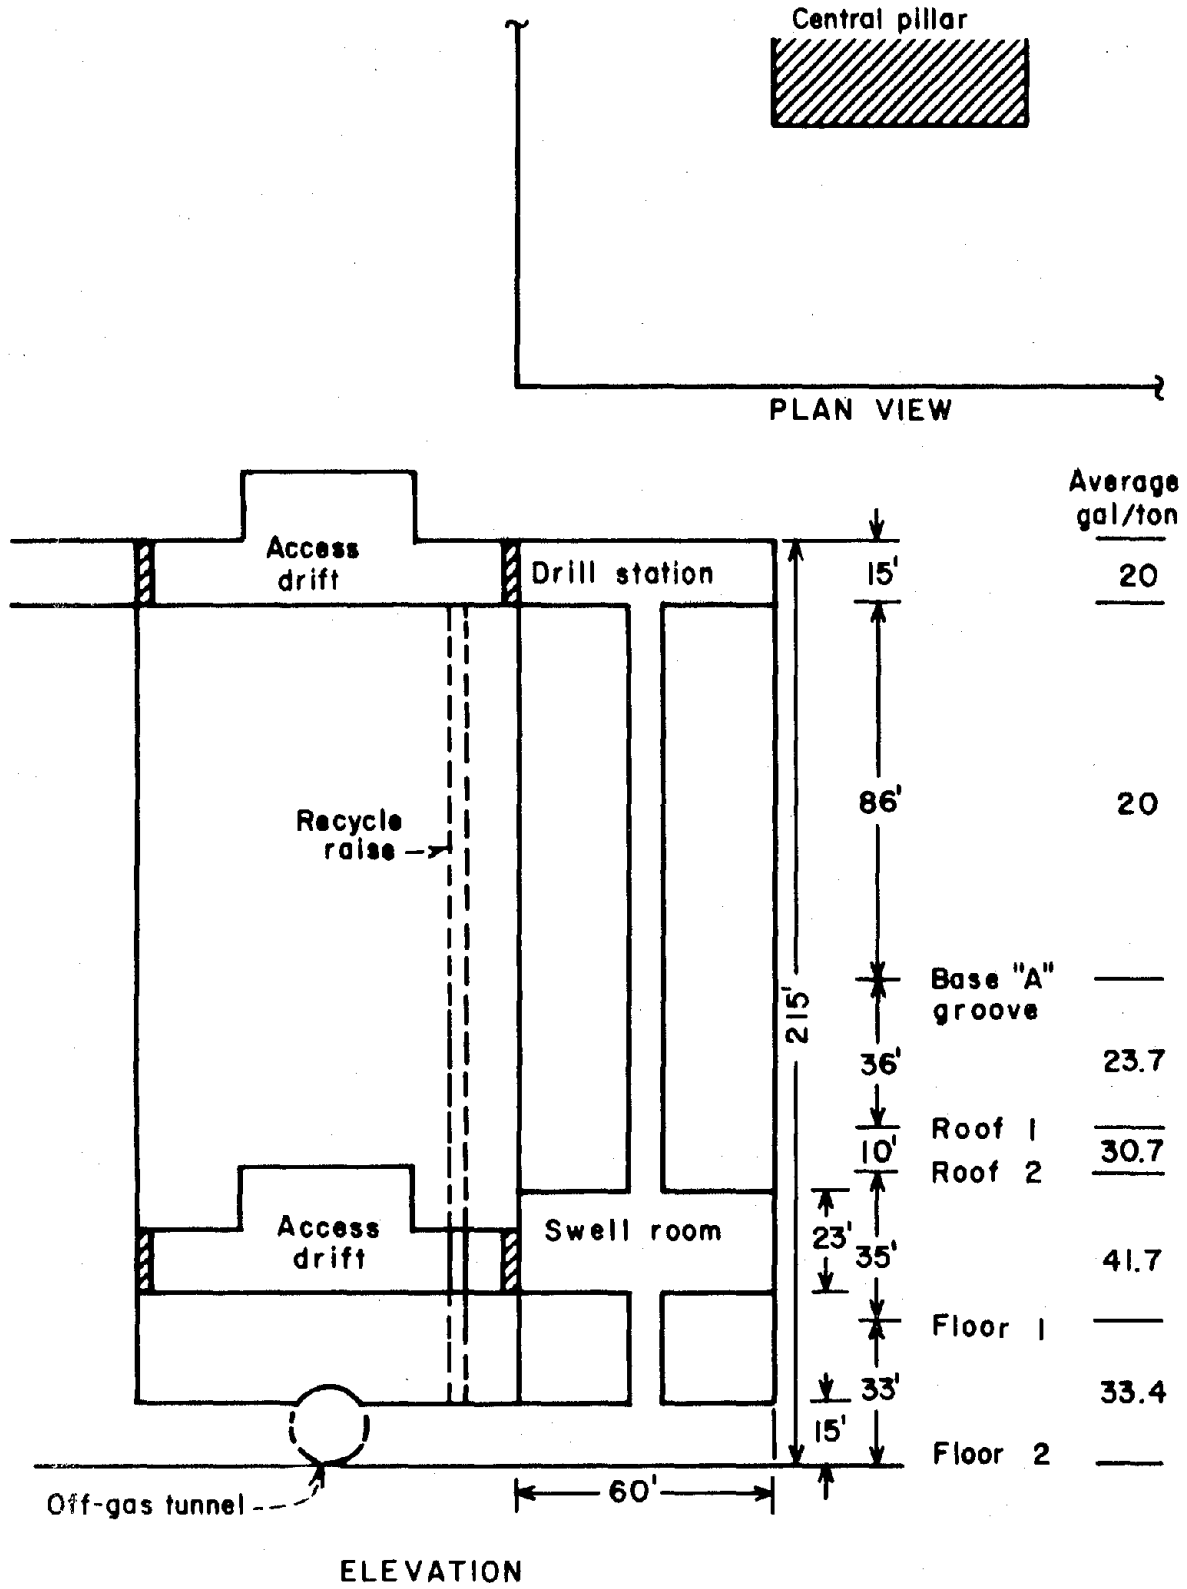 Central pillar
PLAN VIEW
Average
gal/ton
Access
drift
Drill station
15'
20
86'
20
Recycle
raise
Base "A"
groove
215'
36'
23.7
Roof 1
10'
30.7
Roof 2
Access
drift
Swell room
23'
35'
41.7
Floor 1
33'
33.4
15'
Floor 2
60'
Off-gas tunnel
ELEVATION